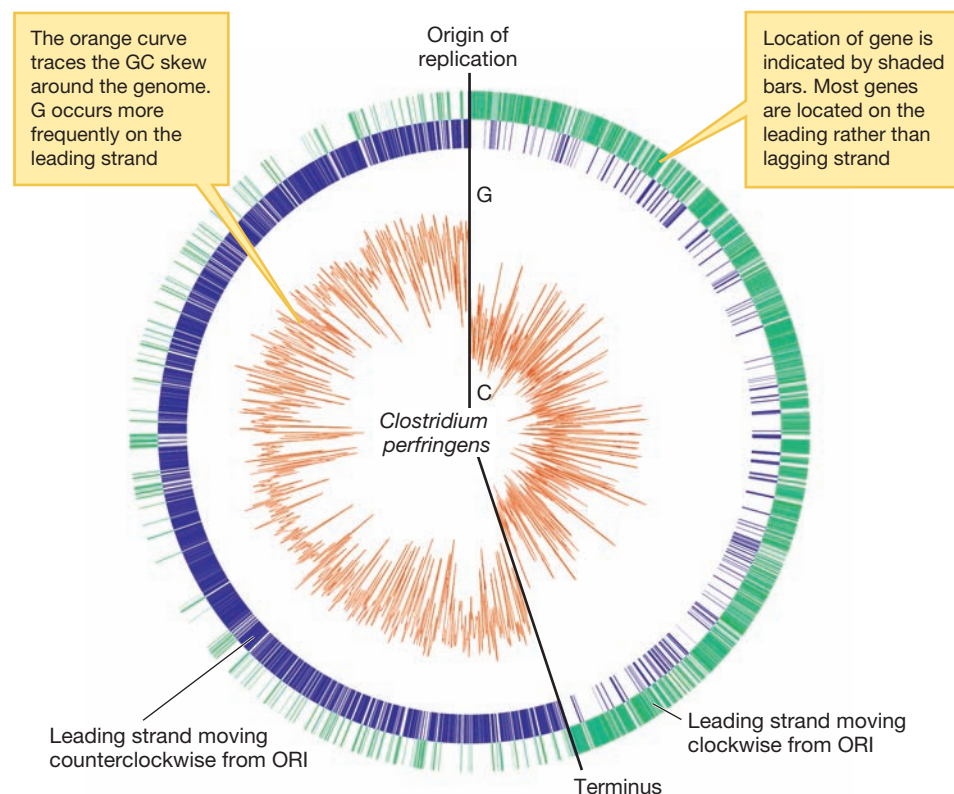 The orange curve
traces the GC skew
around the genome.
G occurs more
frequently on the
leading strand
Origin of
replication
Location of gene is
indicated by shaded
bars. Most genes
are located on the
leading rather than
lagging strand
G
C
Clostridium
perfringens
Leading strand moving
counterclockwise from ORI
Leading strand moving
clockwise from ORI
Terminus